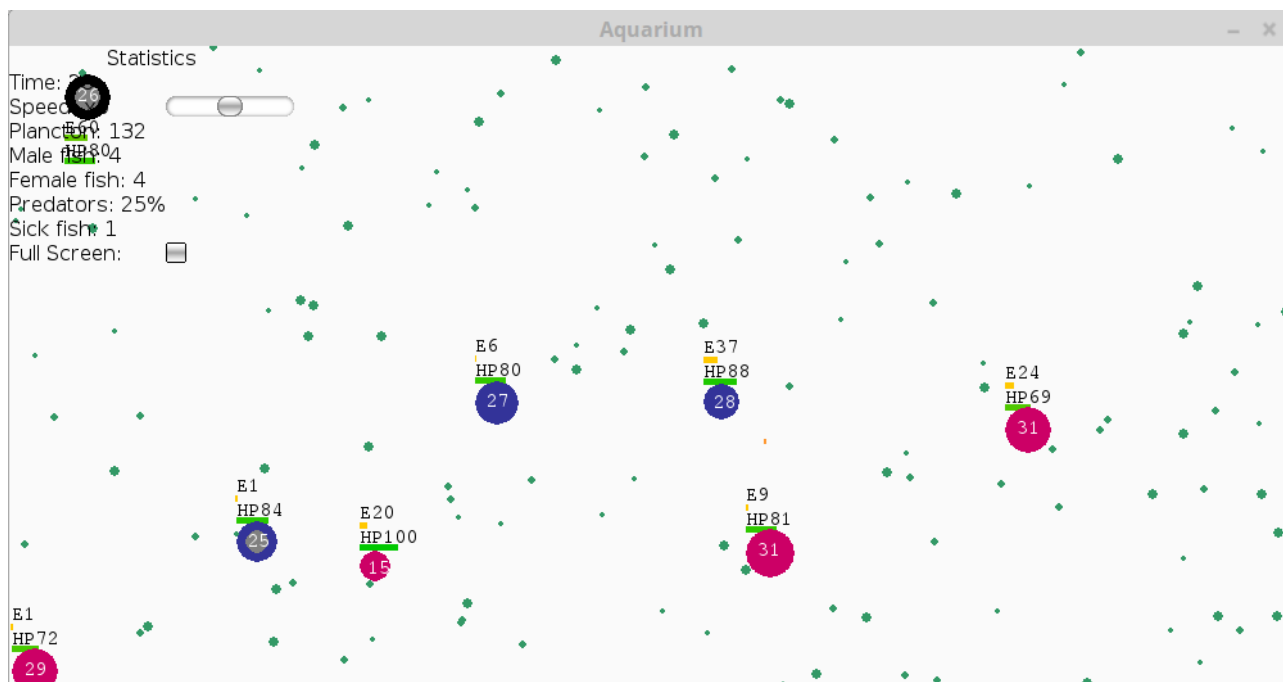 Aquarium
Statistics
Time:
26
Speed
E60
Plancton: 132
HP80
Male fish: 4
Female fish: 4
Predators: 25%
Sick fish: 1
Full Screen:
E6
HP80
27
E37
HP88
28
E24
HP69
31
E1
HP84
25
E20
HP100
15
E9
HP81
31
E1
HP72
29